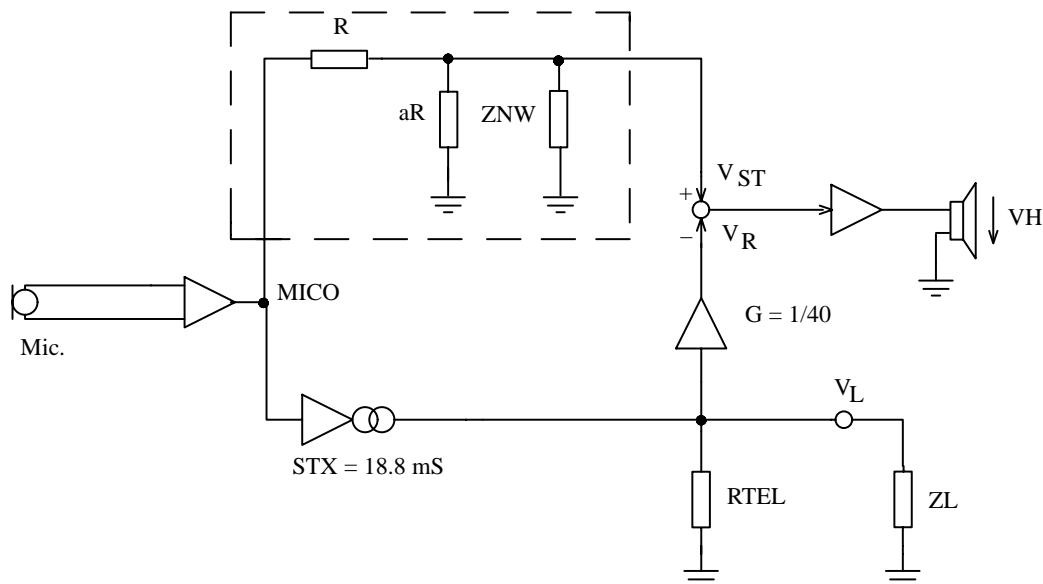 R
aR
ZNW
+
V ST
−
V R
VH
MICO
G = 1/40
Mic.
V L
STX = 18.8 mS
RTEL
ZL